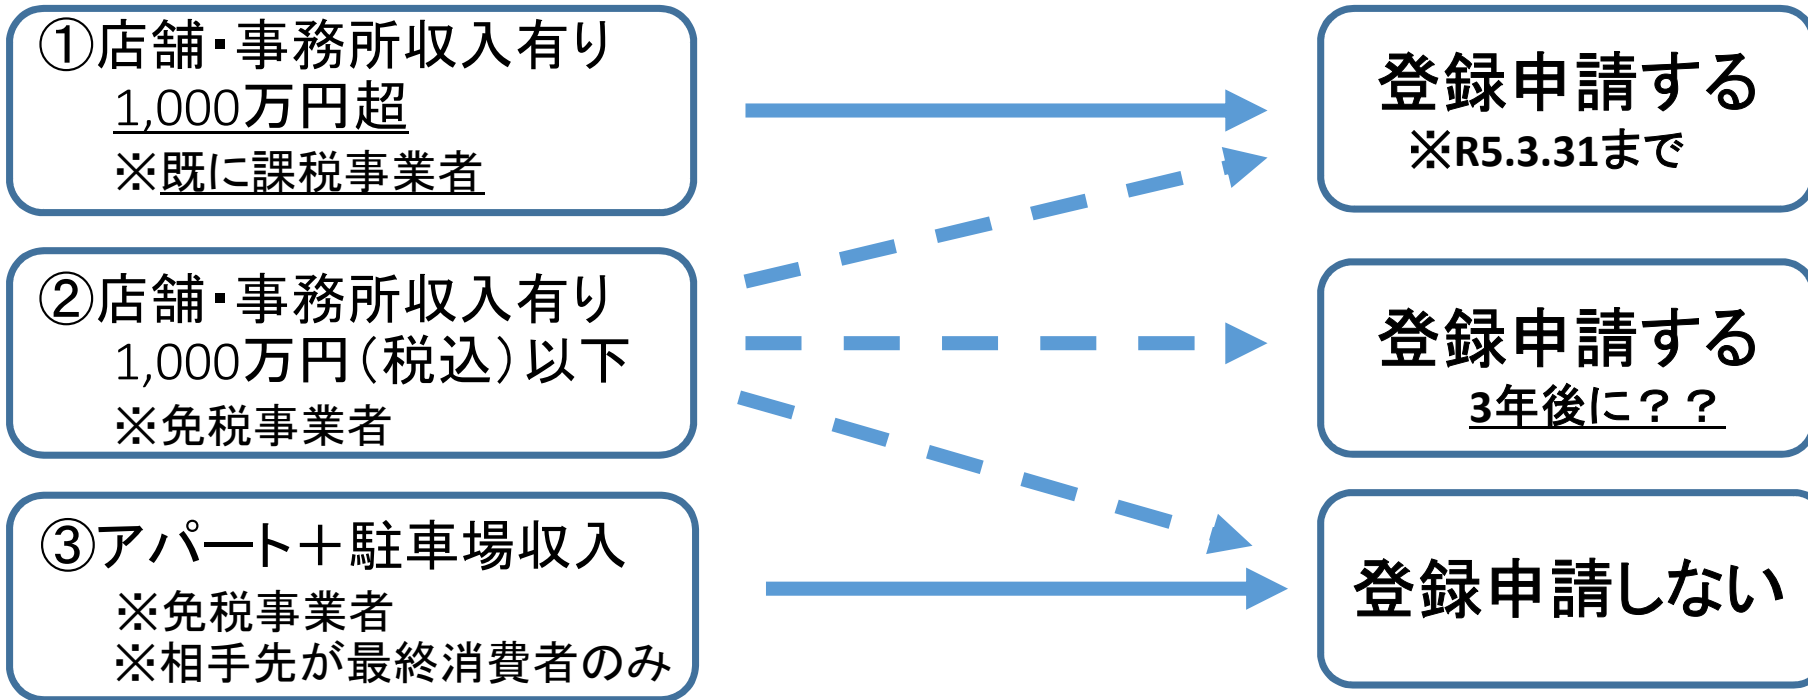 ①店舗・事務所収入有り
1,000万円超
※既に課税事業者
登録申請する
※R5.3.31まで
②店舗・事務所収入有り
1,000万円（税込）以下
※免税事業者
登録申請する
3年後に？？
③アパート＋駐車場収入
※免税事業者
※相手先が最終消費者のみ
登録申請しない